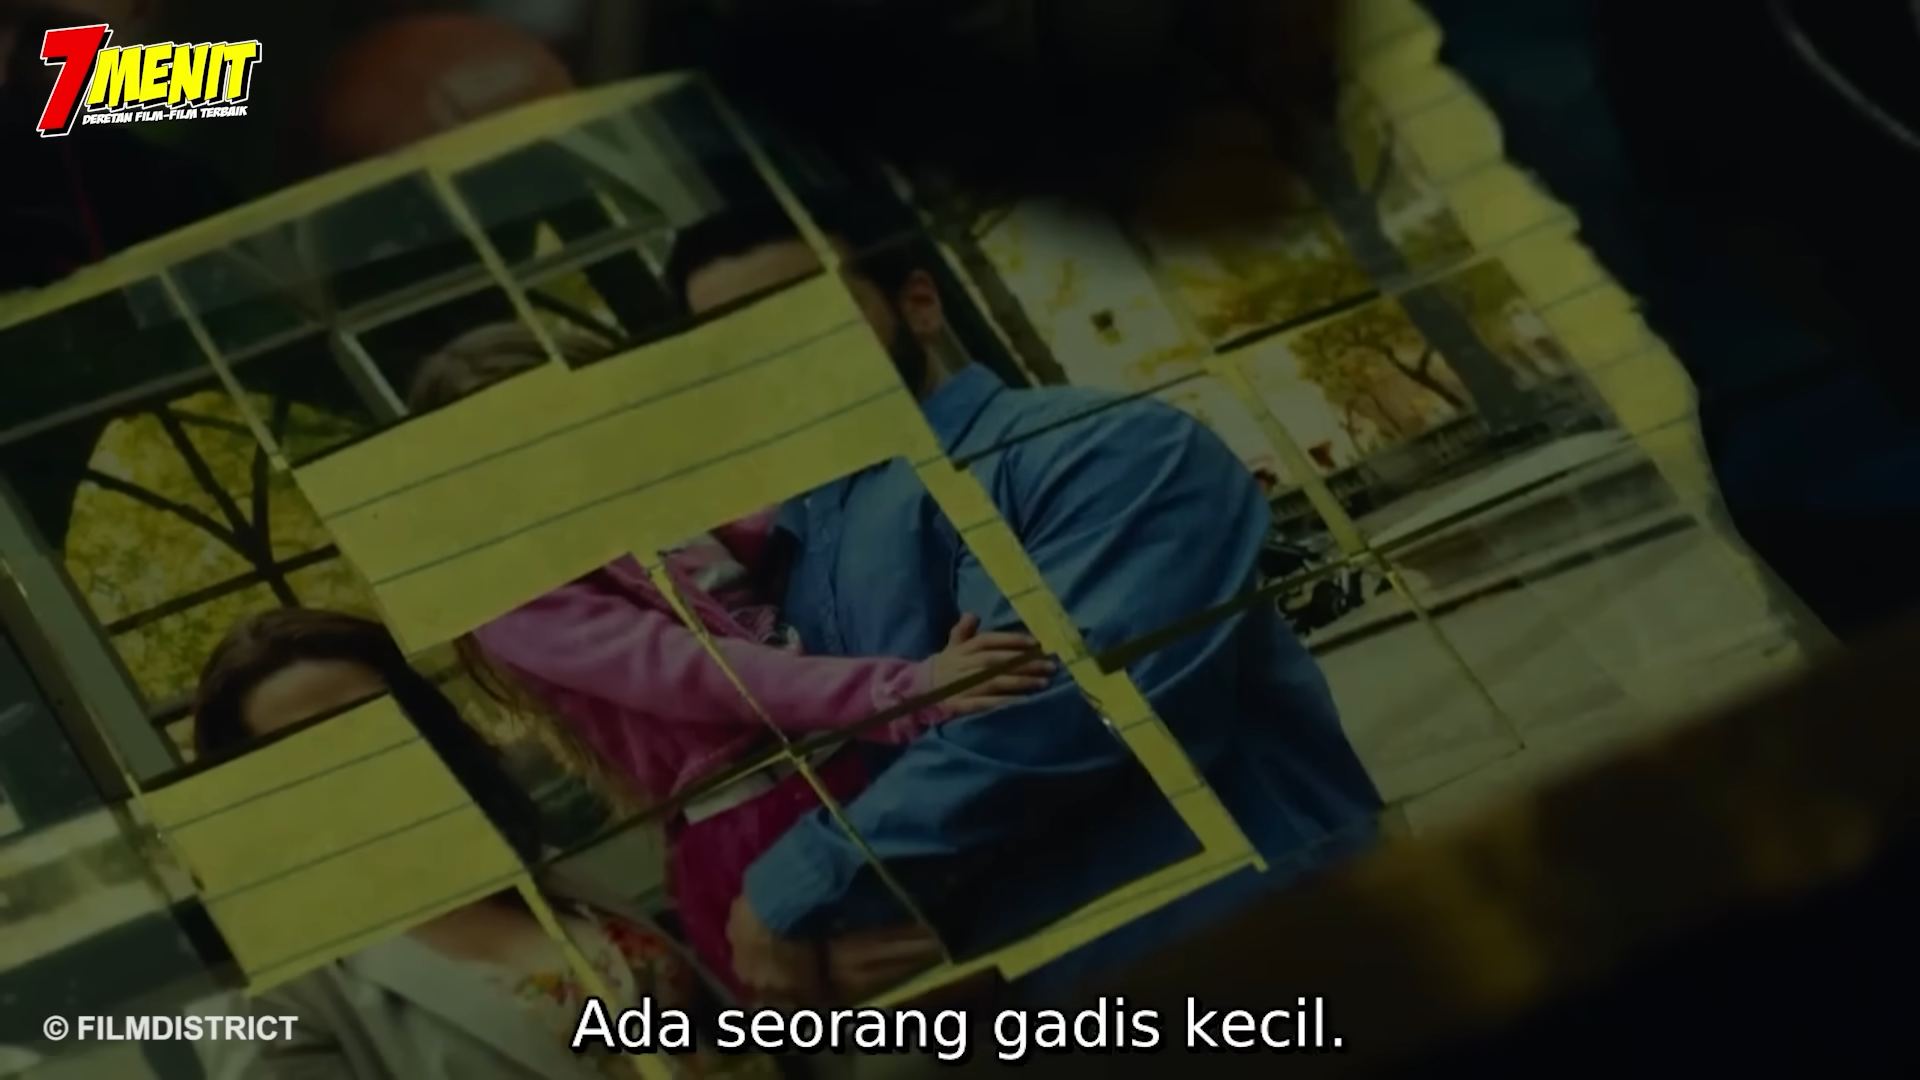 7MENIT
DERETAN FILM-FILM TERBAIK
© FILMDISTRICT
Ada seorang gadis kecil.